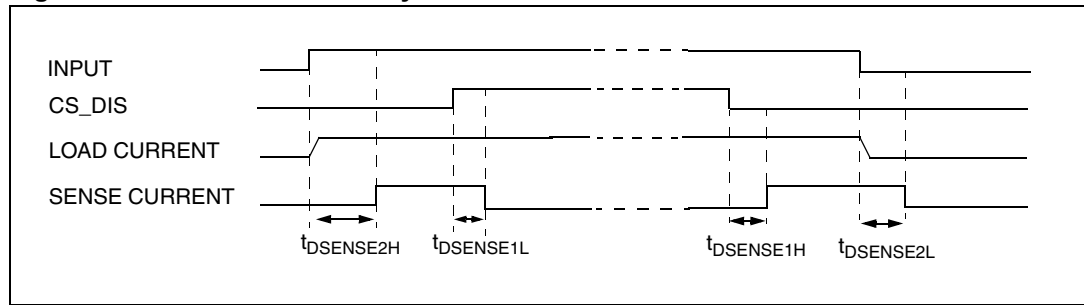 INPUT
CS_DIS
LOAD CURRENT
SENSE CURRENT
tDSENSE2H
tDSENSE1L
tDSENSE1H
tDSENSE2L